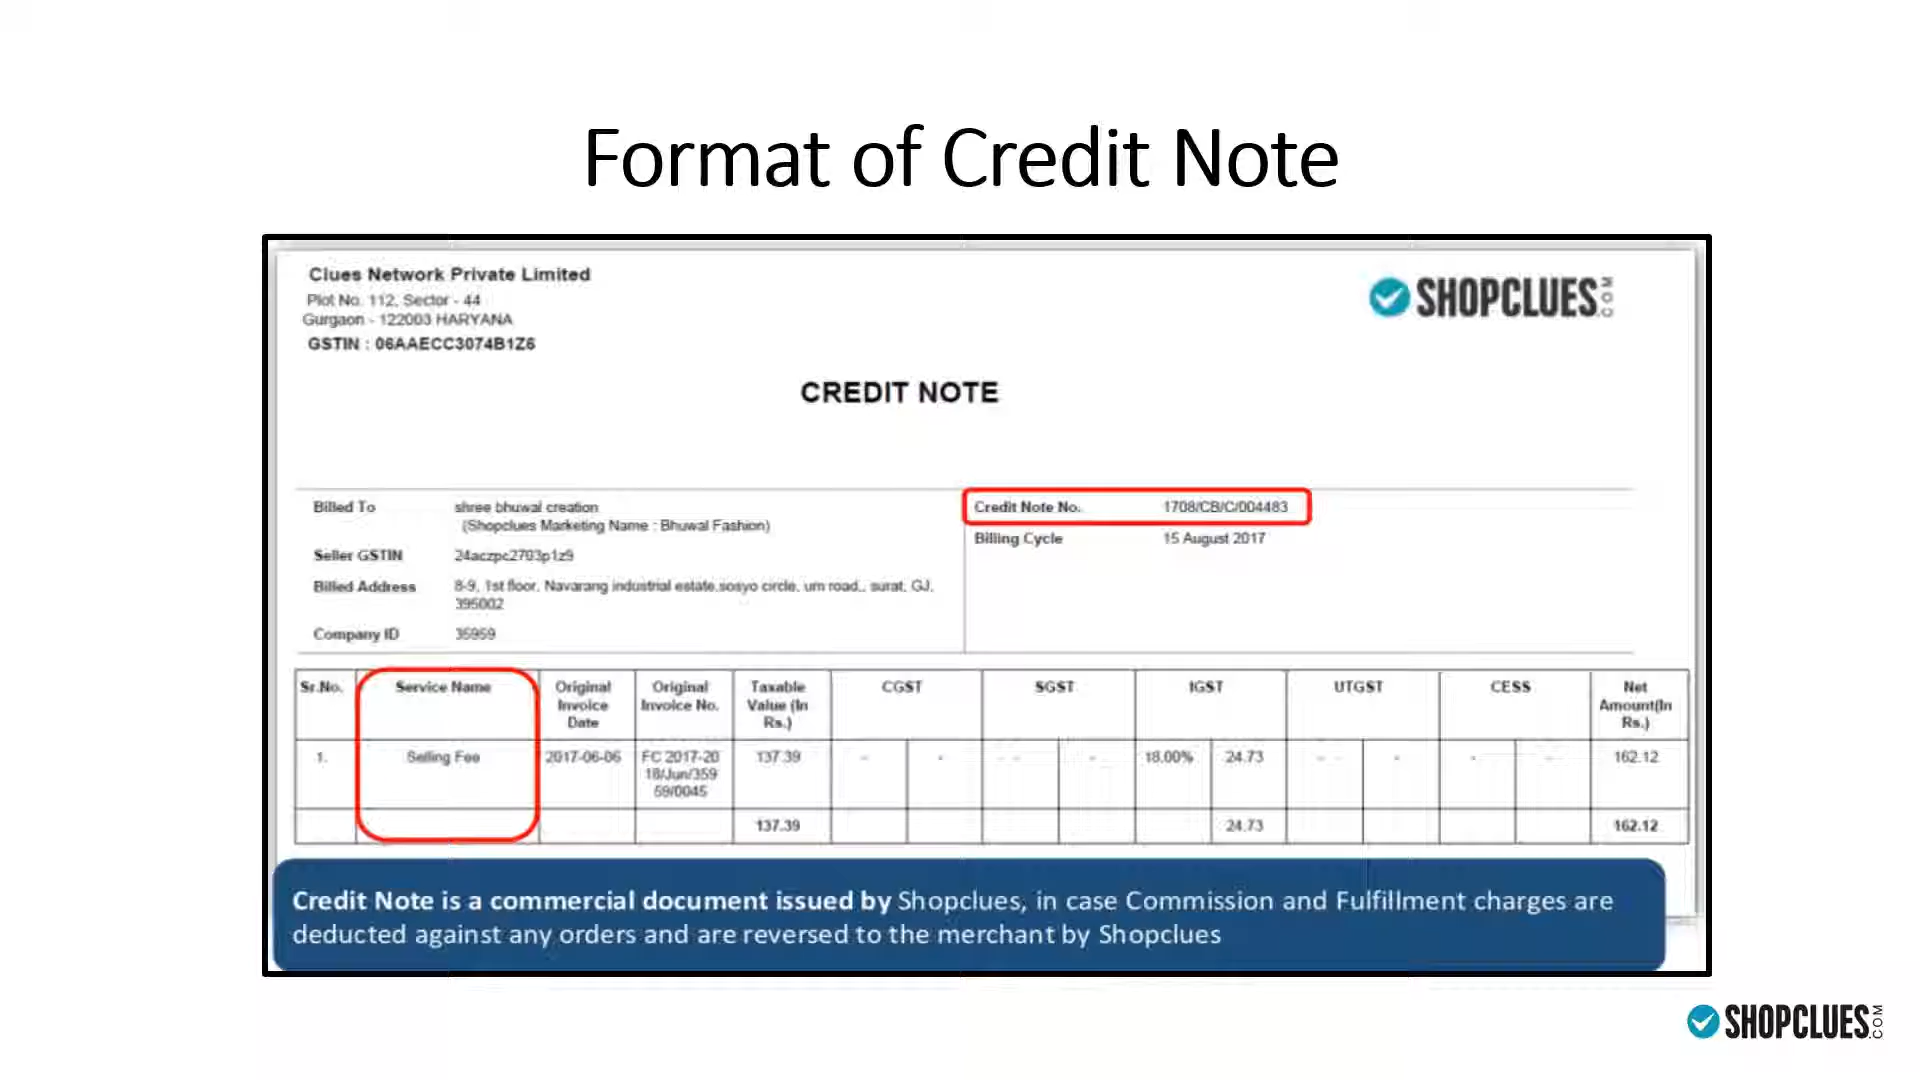 Format of Credit Note
Clues Network Private Limited
Plot No. 112, Sector - 44
Gurgaon - 122003 HARYANA
GSTIN : 06AAECC3074B1Z6
SHOPCLUES.COM
CREDIT NOTE
Billed To shree bhuwal creation
(Shopclues Marketing Name : Bhuwal Fashion)
Seller GSTIN 24aczpc2703p1z9
Billed Address 8-9, 1st floor, Navarang industrial estate,sosyo circle, um road,, surat, GJ,
395002
Company ID 35959
Credit Note No. 1708/CB/C/004483
Billing Cycle 15 August 2017
Sr.No. Service Name Original Invoice Date Original Invoice No. Taxable Value (In Rs.) CGST SGST IGST UTGST CESS Net Amount(In Rs.)
1. Selling Fee 2017-06-06 FC 2017-20 18/Jun/359 59/0045 137.39 - - - - 18.00% 24.73 - - - - 162.12
137.39 24.73 162.12
Credit Note is a commercial document issued by Shopclues, in case Commission and Fulfillment charges are
deducted against any orders and are reversed to the merchant by Shopclues
SHOPCLUES.COM